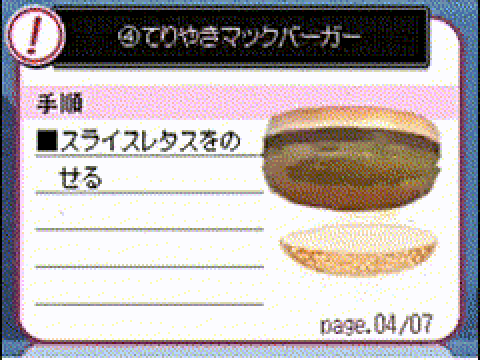 !
④てりやきマックバーガー
手順
■スライスレタスをの
せる
page.04/07